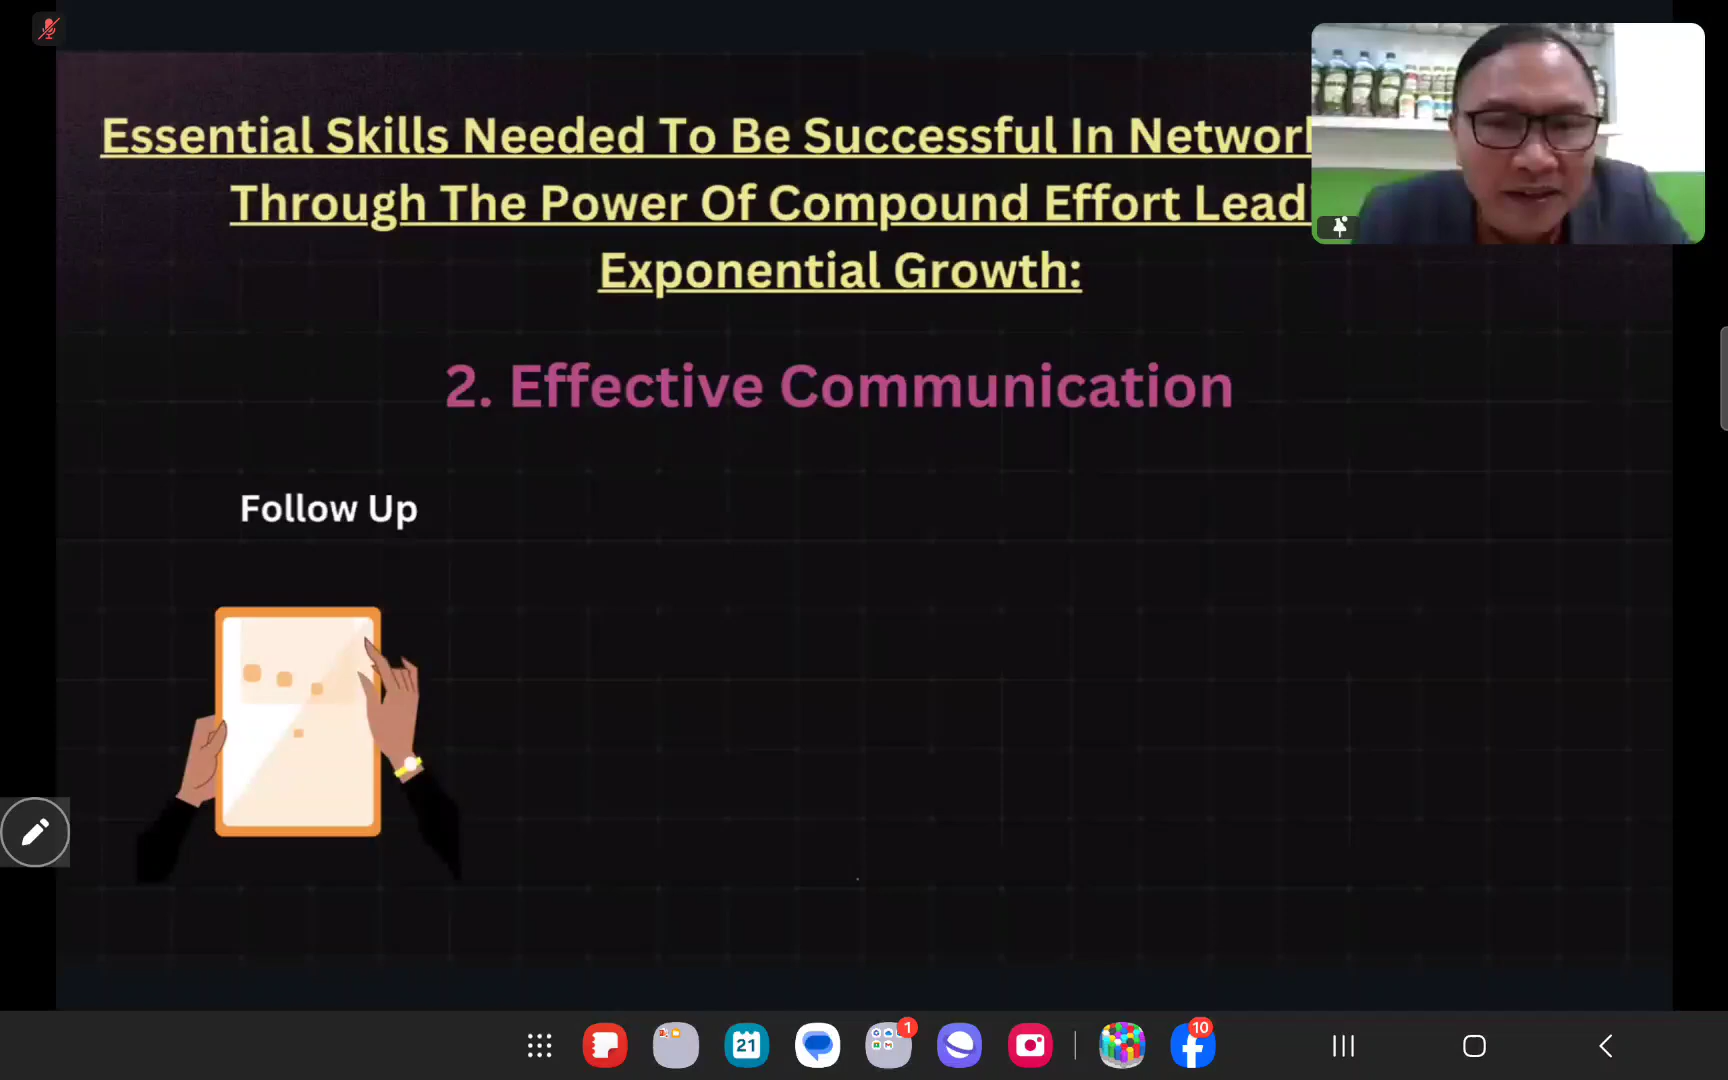 Essential Skills Needed To Be Successful In Network
Through The Power Of Compound Effort Lead
Exponential Growth:
2. Effective Communication
Follow Up
21
1
10